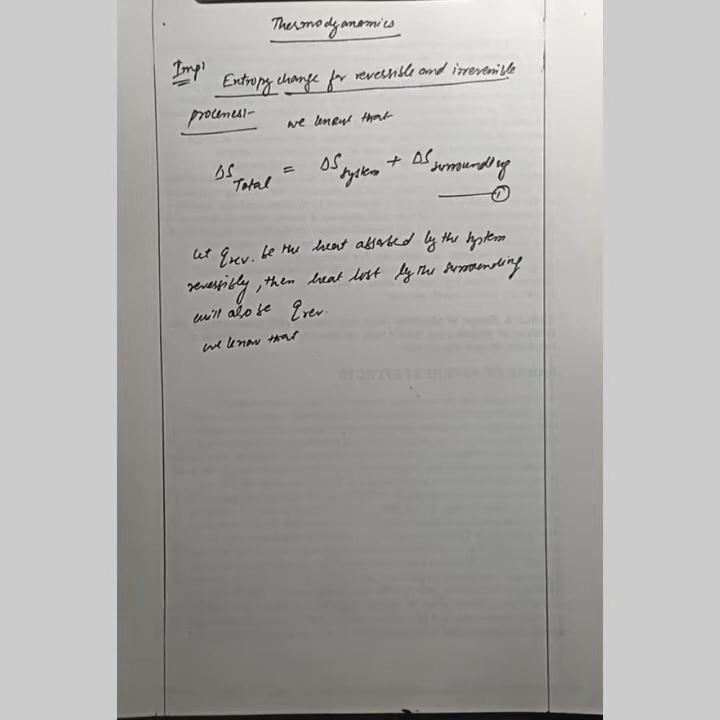 Thermodynamics
Imp!
Entropy change for reversible and irreversible
process:-
we know that
ΔS Total = ΔS system + ΔS surrounding
①
Let qrev. be the heat absorbed by the system
reversibly, then heat lost by the surrounding
will also be qrev.
we know that